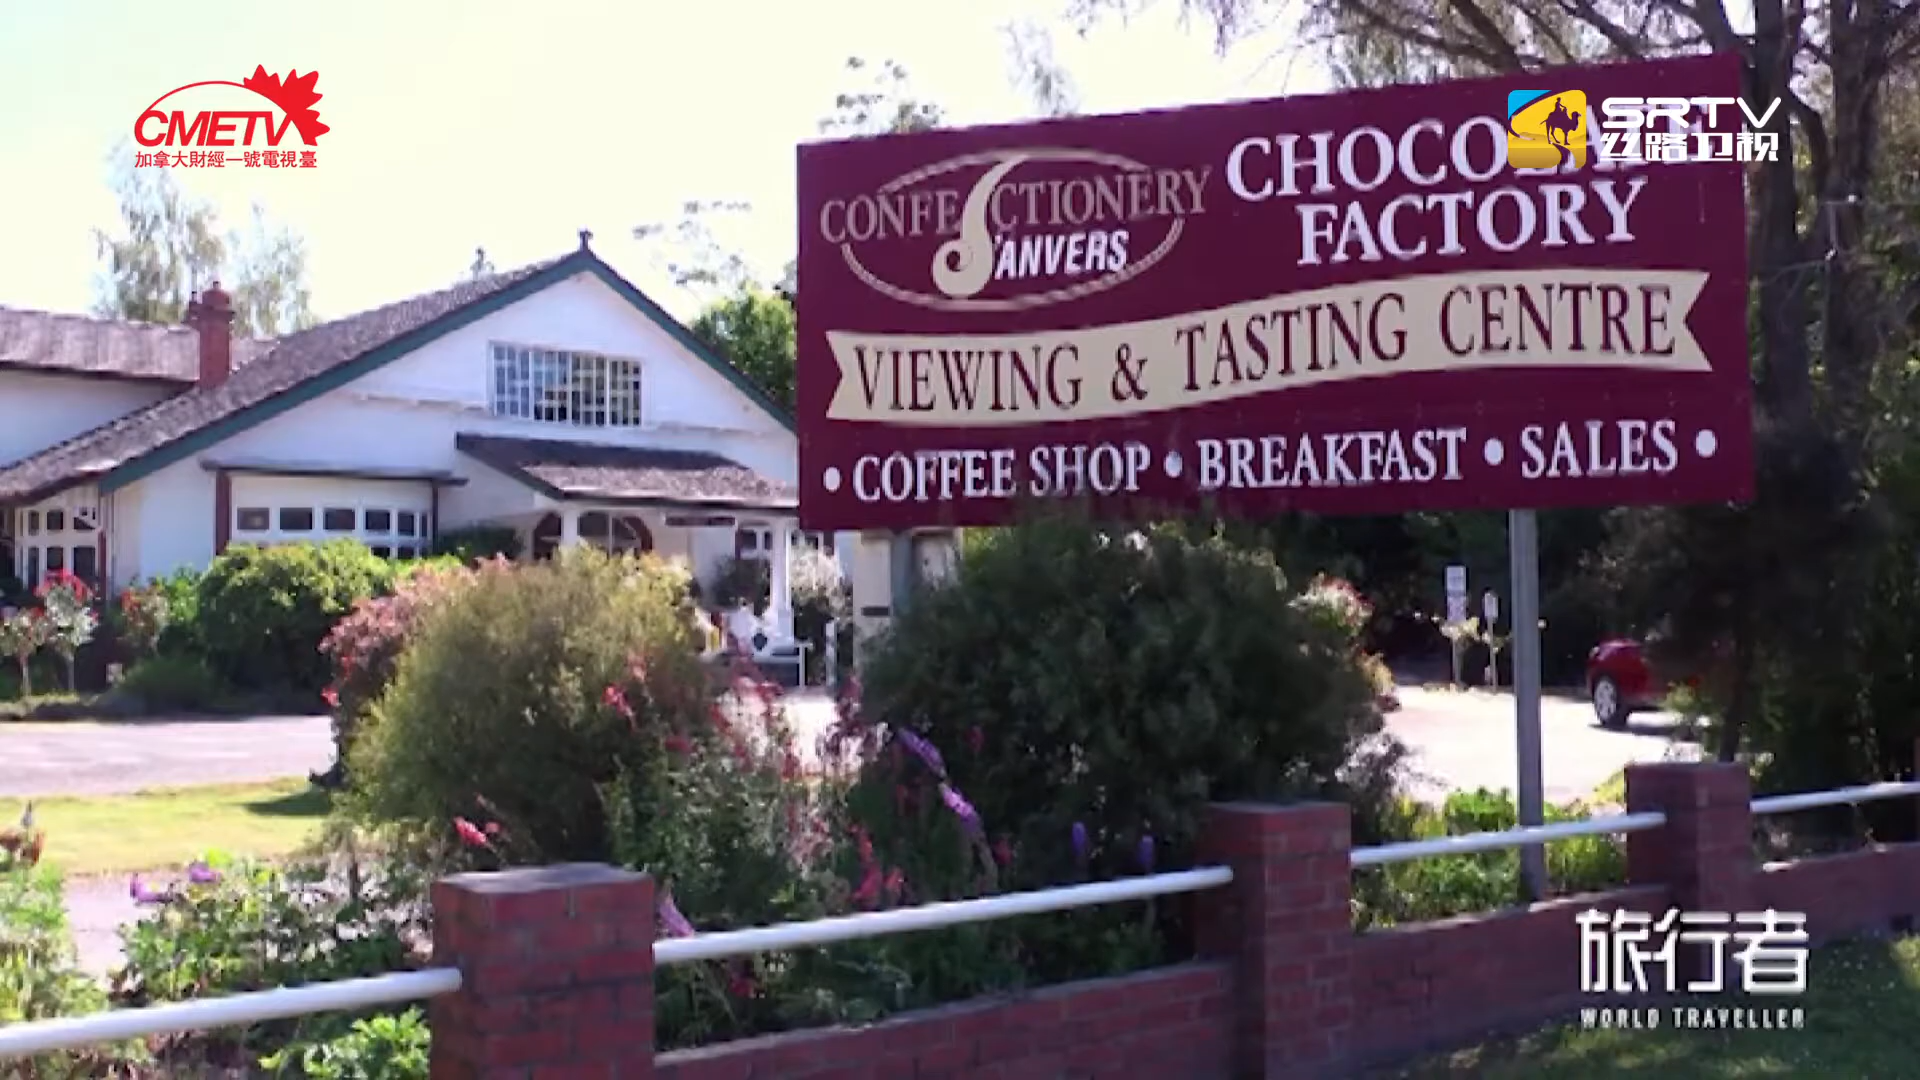 CMETV
加拿大財經一號電視臺
SRTV
丝路卫视
CONFECTIONERY
D'ANVERS
CHOCOLATE
FACTORY
VIEWING & TASTING CENTRE
• COFFEE SHOP • BREAKFAST • SALES •
旅行者
WORLD TRAVELLER